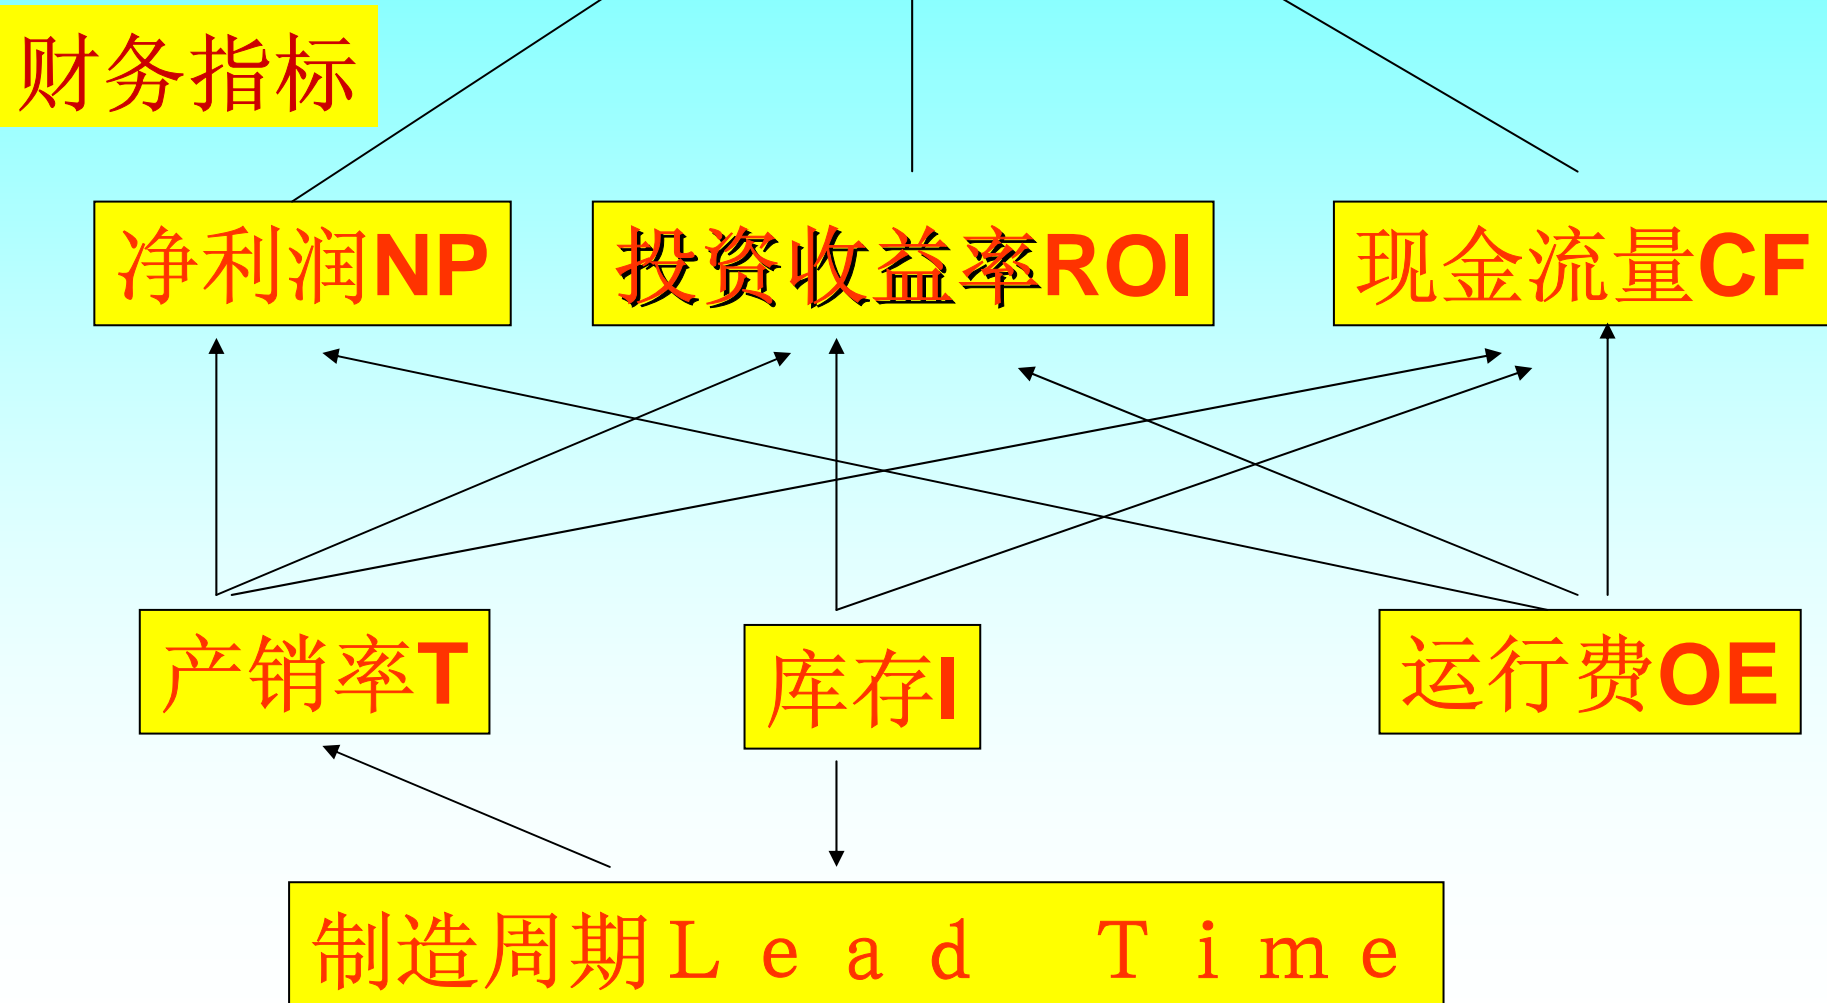 财务指标
净利润NP
投资收益率ROI
现金流量CF
产销率T
库存I
运行费OE
制造周期Lead Time